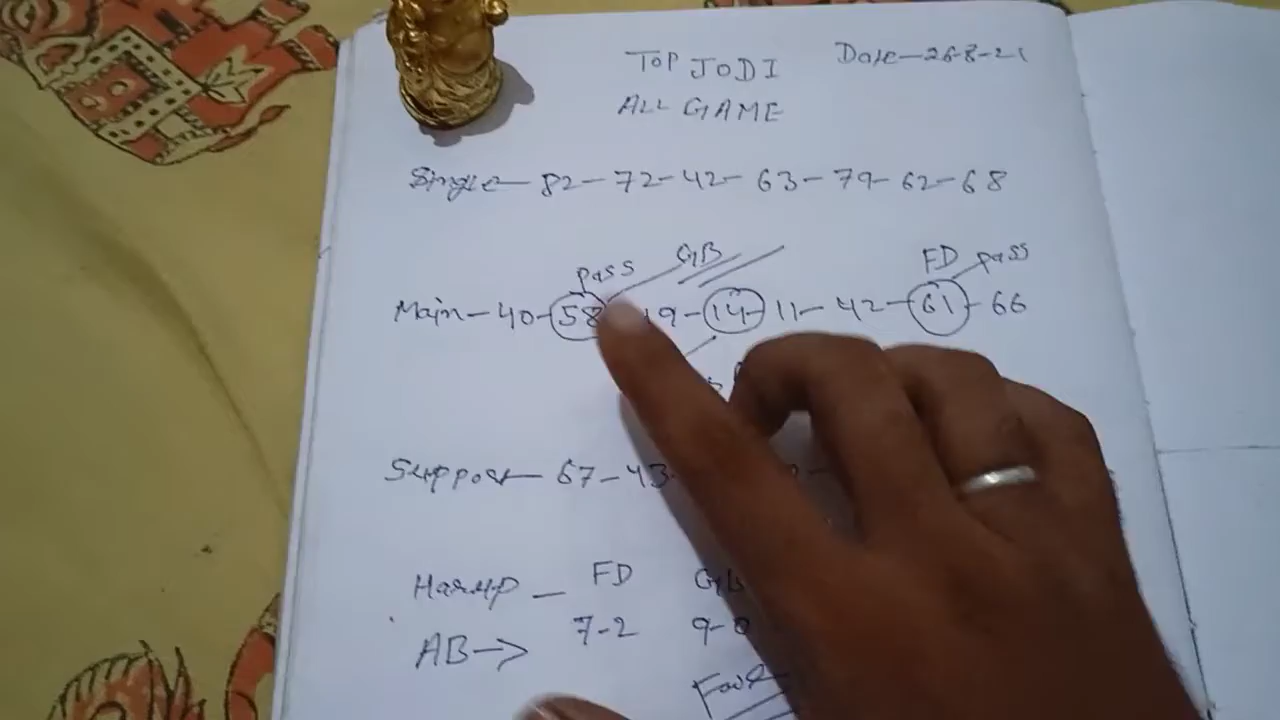 TOP JODI Date-26-8-21
ALL GAME
Single-82-72-42-63-79-62-68
pass GB FD pass
Main-40-58 19-14-11-42-61-66
Support-67-43
Harup - FD GB
AB→ 7-2 9-0